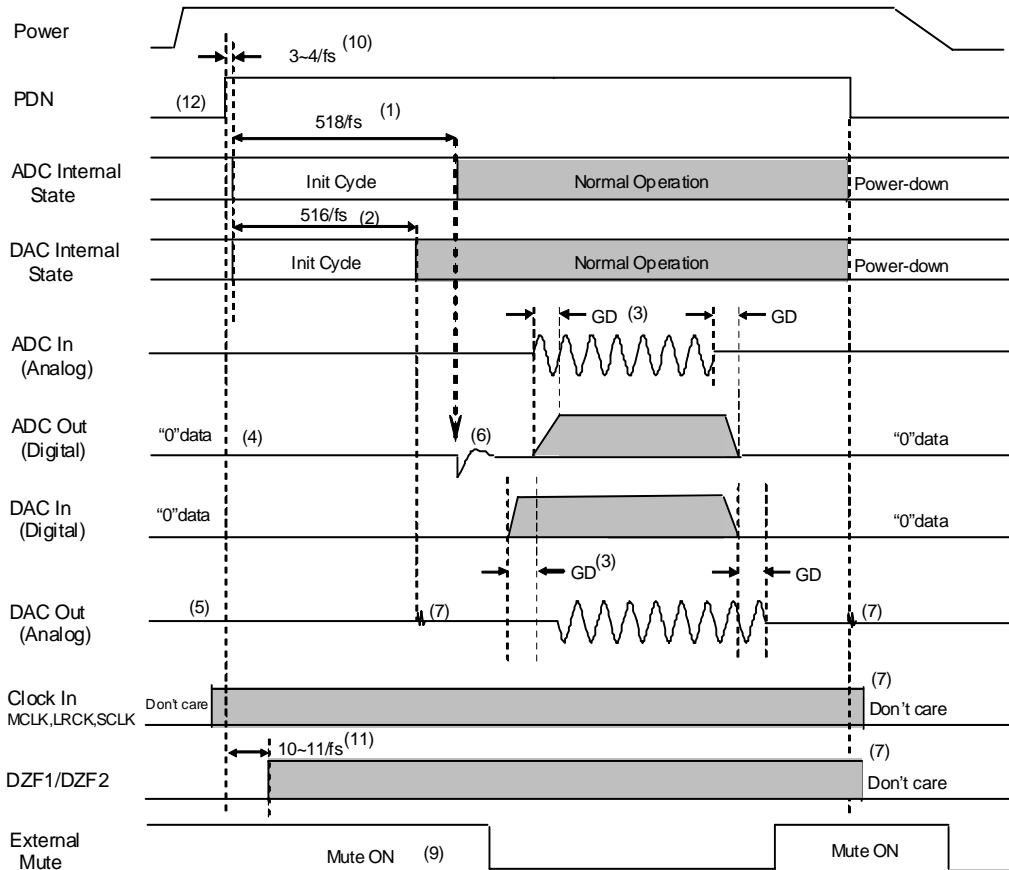 Power
3~4/fs (10)
PDN
(12)
518/fs (1)
ADC Internal
State
Init Cycle
Normal Operation
Power-down
516/fs (2)
DAC Internal
State
Init Cycle
Normal Operation
Power-down
GD (3)
GD
ADC In
(Analog)
ADC Out
(Digital)
“0”data
(4)
(6)
“0”data
DAC In
(Digital)
“0”data
“0”data
GD (3)
GD
DAC Out
(Analog)
(5)
(7)
(7)
Clock In
MCLK,LRCK,SCLK
Don’t care
(7)
Don’t care
10~11/fs (11)
DZF1/DZF2
(7)
Don’t care
External
Mute
Mute ON (9)
Mute ON